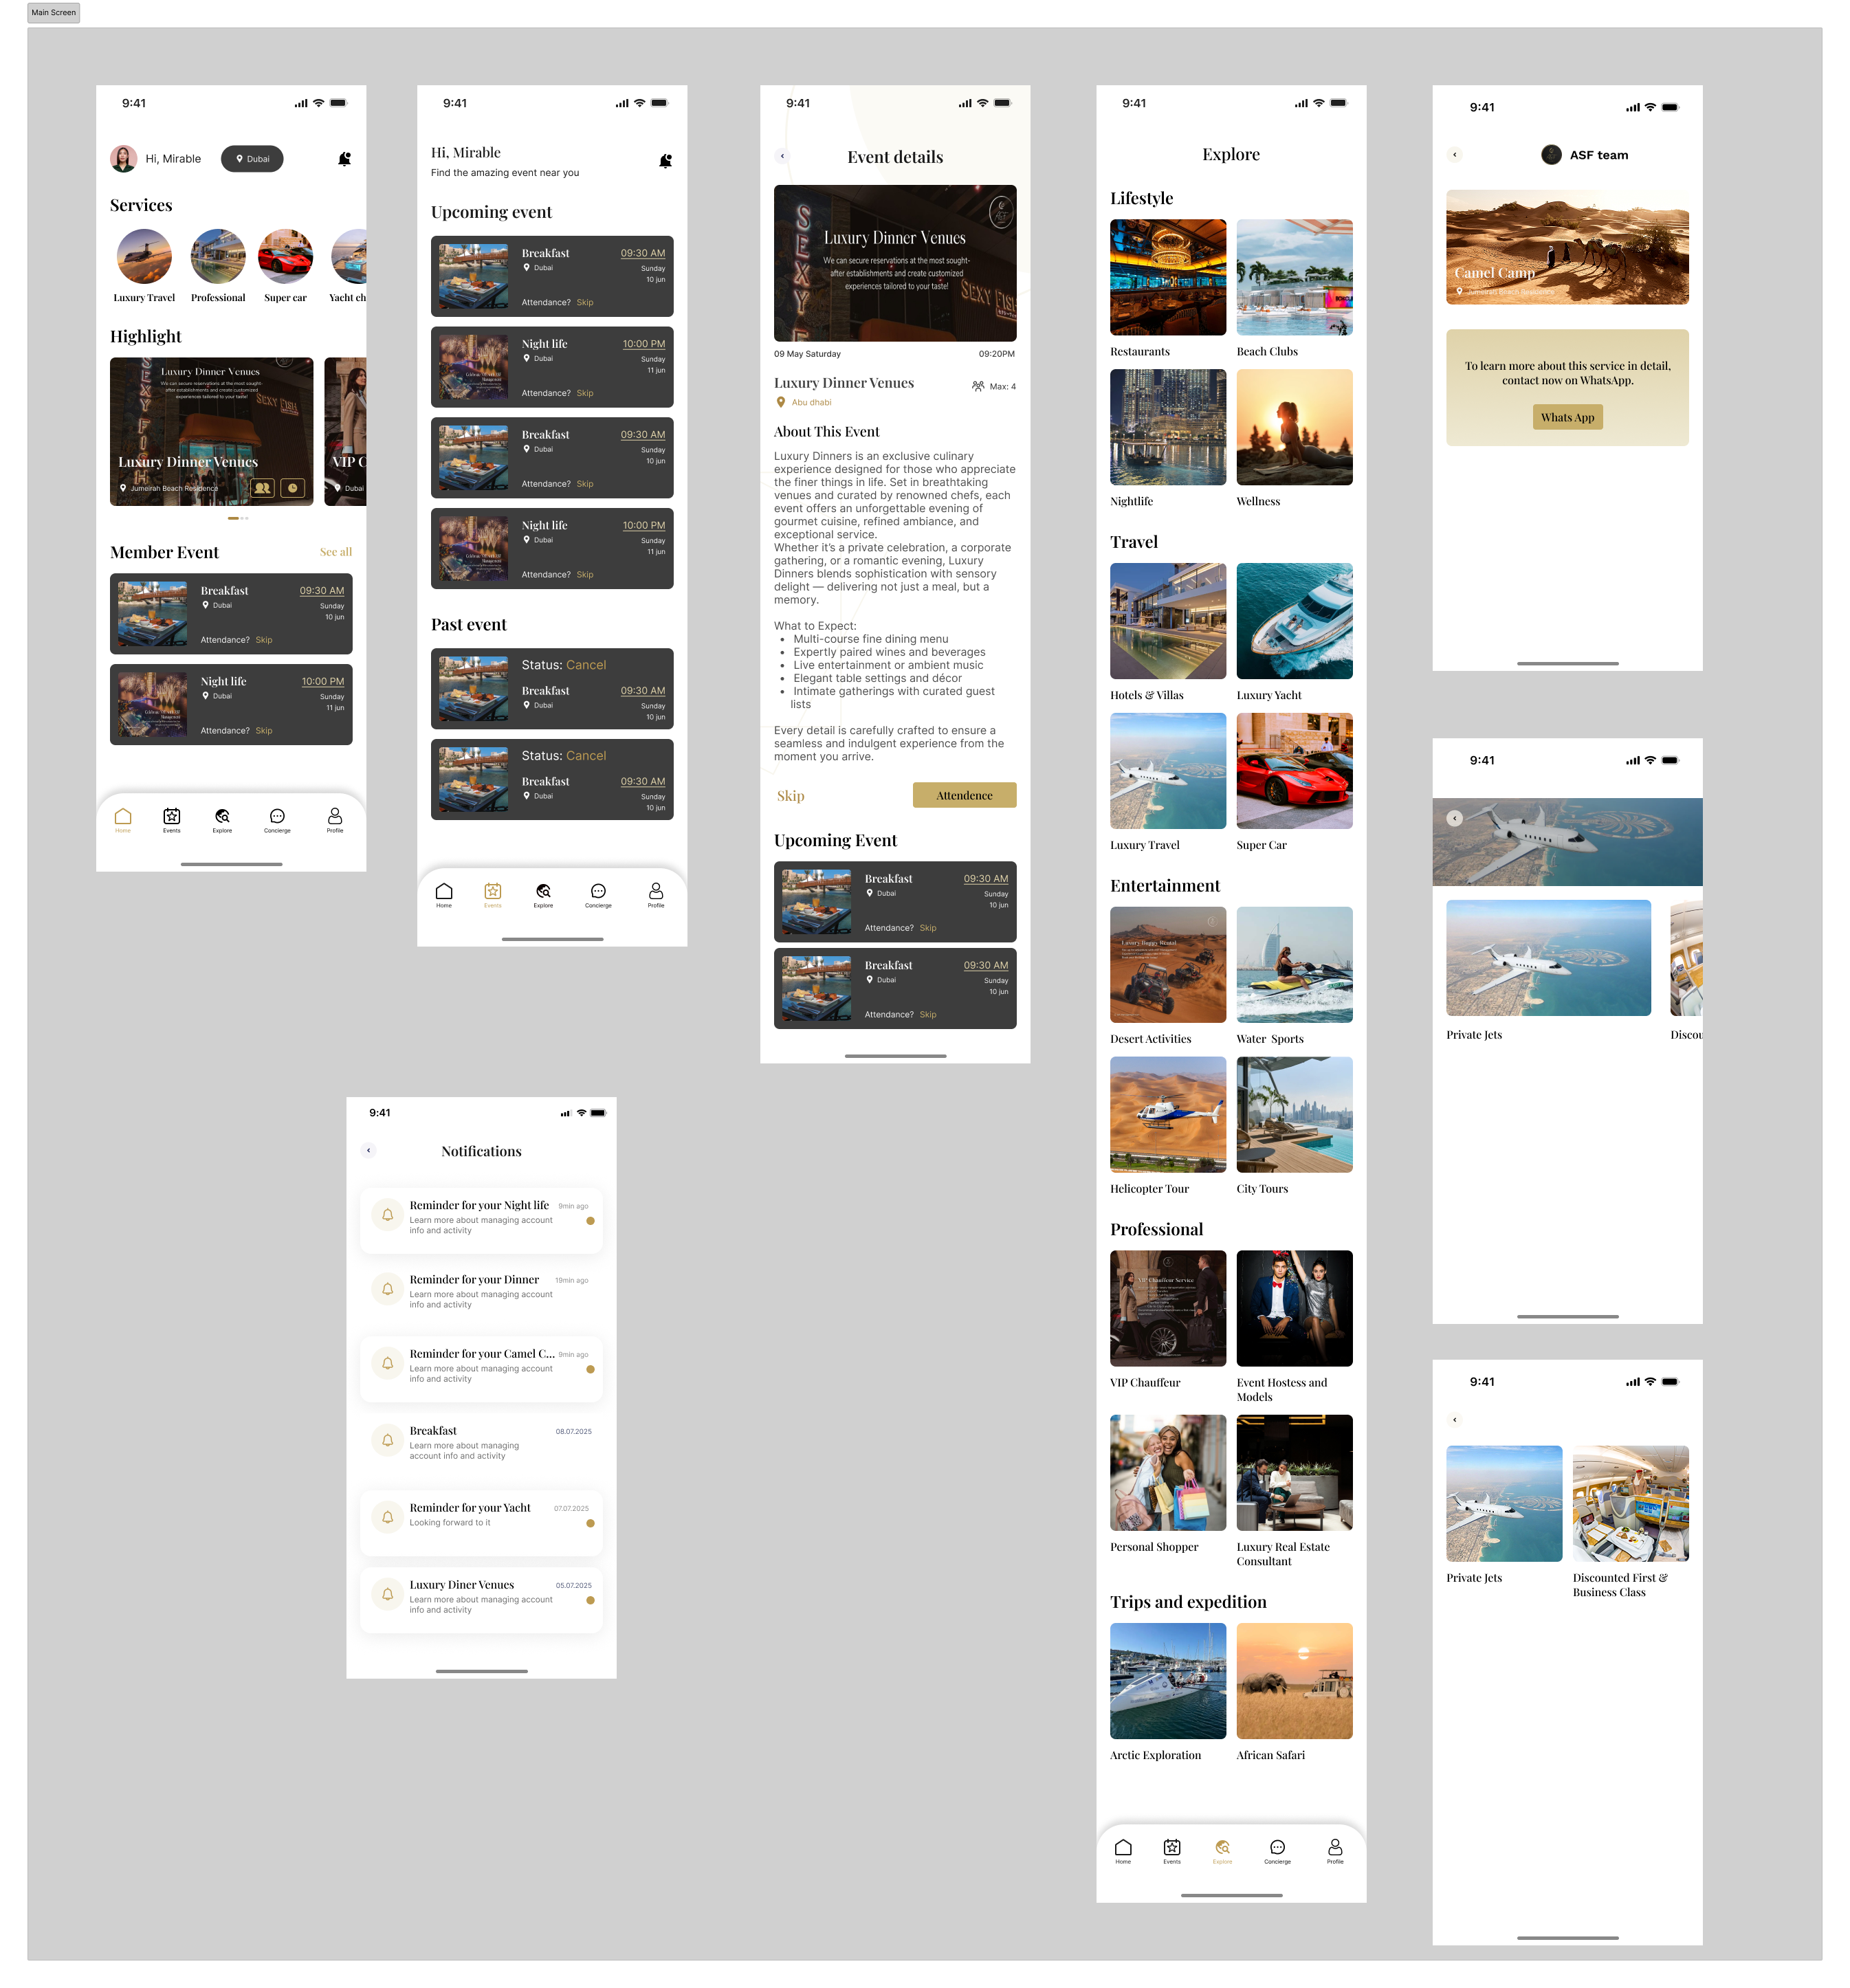 Main Screen
9:41
Hi, Mirable
Dubai
Services
Luxury Travel
Professional
Super car
Yacht ch
Highlight
Luxury Dinner Venues
We can secure reservations at the most sought-
after establishments and create customized
experiences tailored to your taste!
SEXY FISH
Luxury Dinner Venues
Jumeirah Beach Residence
VIP C
Dubai
Member Event
See all
Breakfast
09:30 AM
Dubai
Sunday
10 jun
Attendance? Skip
Night life
10:00 PM
Dubai
Sunday
11 jun
Attendance? Skip
Home
Events
Explore
Concierge
Profile
9:41
Hi, Mirable
Find the amazing event near you
Upcoming event
Breakfast
09:30 AM
Dubai
Sunday
10 jun
Attendance? Skip
Night life
10:00 PM
Dubai
Sunday
11 jun
Attendance? Skip
Breakfast
09:30 AM
Dubai
Sunday
10 jun
Attendance? Skip
Night life
10:00 PM
Dubai
Sunday
11 jun
Attendance? Skip
Past event
Status: Cancel
Breakfast
09:30 AM
Dubai
Sunday
10 jun
Status: Cancel
Breakfast
09:30 AM
Dubai
Sunday
10 jun
Home
Events
Explore
Concierge
Profile
9:41
Event details
Luxury Dinner Venues
We can secure reservations at the most sought-
after establishments and create customized
experiences tailored to your taste!
SEXY FISH
09 May Saturday
09:20PM
Luxury Dinner Venues
Max: 4
Abu dhabi
About This Event
Luxury Dinners is an exclusive culinary
experience designed for those who appreciate
the finer things in life. Set in breathtaking
venues and curated by renowned chefs, each
event offers an unforgettable evening of
gourmet cuisine, refined ambiance, and
exceptional service.
Whether it's a private celebration, a corporate
gathering, or a romantic evening, Luxury
Dinners blends sophistication with sensory
delight — delivering not just a meal, but a
memory.
What to Expect:
• Multi-course fine dining menu
• Expertly paired wines and beverages
• Live entertainment or ambient music
• Elegant table settings and décor
• Intimate gatherings with curated guest
lists
Every detail is carefully crafted to ensure a
seamless and indulgent experience from the
moment you arrive.
Skip
Attendence
Upcoming Event
Breakfast
09:30 AM
Dubai
Sunday
10 jun
Attendance? Skip
Breakfast
09:30 AM
Dubai
Sunday
10 jun
Attendance? Skip
9:41
Explore
Lifestyle
Restaurants
Beach Clubs
Nightlife
Wellness
Travel
Hotels & Villas
Luxury Yacht
Luxury Travel
Super Car
Entertainment
Luxury Buggy Rental
Desert Activities
Water Sports
Helicopter Tour
City Tours
Professional
VIP Chauffeur Service
VIP Chauffeur
Event Hostess and
Models
Personal Shopper
Luxury Real Estate
Consultant
Trips and expedition
Arctic Exploration
African Safari
Home
Events
Explore
Concierge
Profile
9:41
ASF team
Camel Camp
Jumeirah Beach Residence
To learn more about this service in detail,
contact now on WhatsApp.
Whats App
9:41
Private Jets
Discou
9:41
Private Jets
Discounted First &
Business Class
9:41
Notifications
Reminder for your Night life
9min ago
Learn more about managing account
info and activity
Reminder for your Dinner
19min ago
Learn more about managing account
info and activity
Reminder for your Camel C...
9min ago
Learn more about managing account
info and activity
Breakfast
08.07.2025
Learn more about managing
account info and activity
Reminder for your Yacht
07.07.2025
Looking forward to it
Luxury Diner Venues
05.07.2025
Learn more about managing account
info and activity